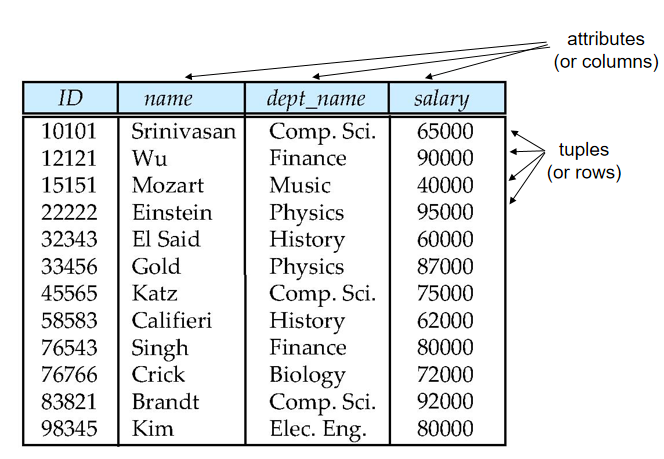 attributes
(or columns)
ID name dept_name salary
10101 Srinivasan Comp. Sci. 65000
12121 Wu Finance 90000
15151 Mozart Music 40000
22222 Einstein Physics 95000
32343 El Said History 60000
33456 Gold Physics 87000
45565 Katz Comp. Sci. 75000
58583 Califieri History 62000
76543 Singh Finance 80000
76766 Crick Biology 72000
83821 Brandt Comp. Sci. 92000
98345 Kim Elec. Eng. 80000
tuples
(or rows)